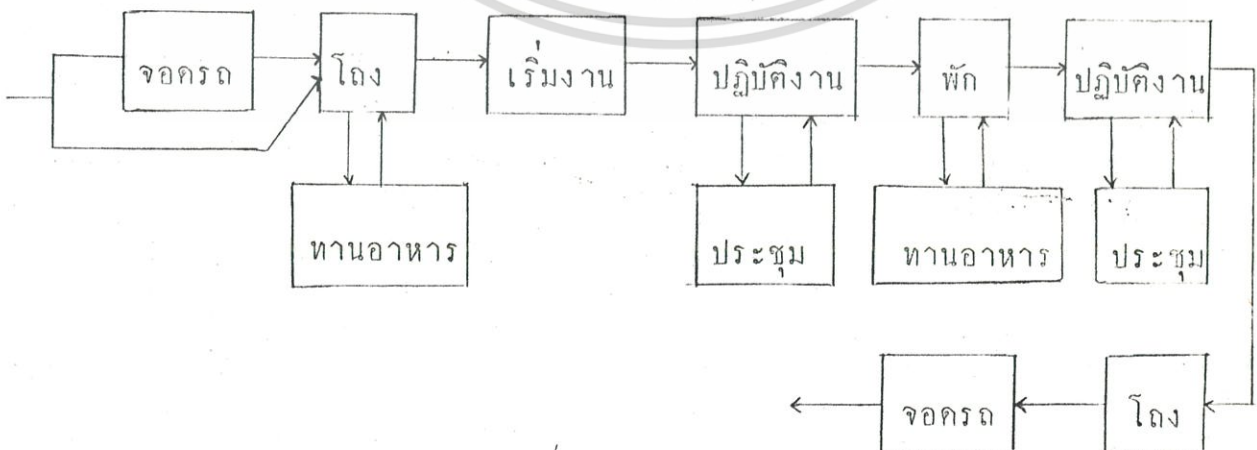 จอดรถ
โถง
เริ่มงาน
ปฏิบัติงาน
พัก
ปฏิบัติงาน
ทานอาหาร
ประชุม
ทานอาหาร
ประชุม
จอดรถ
โถง